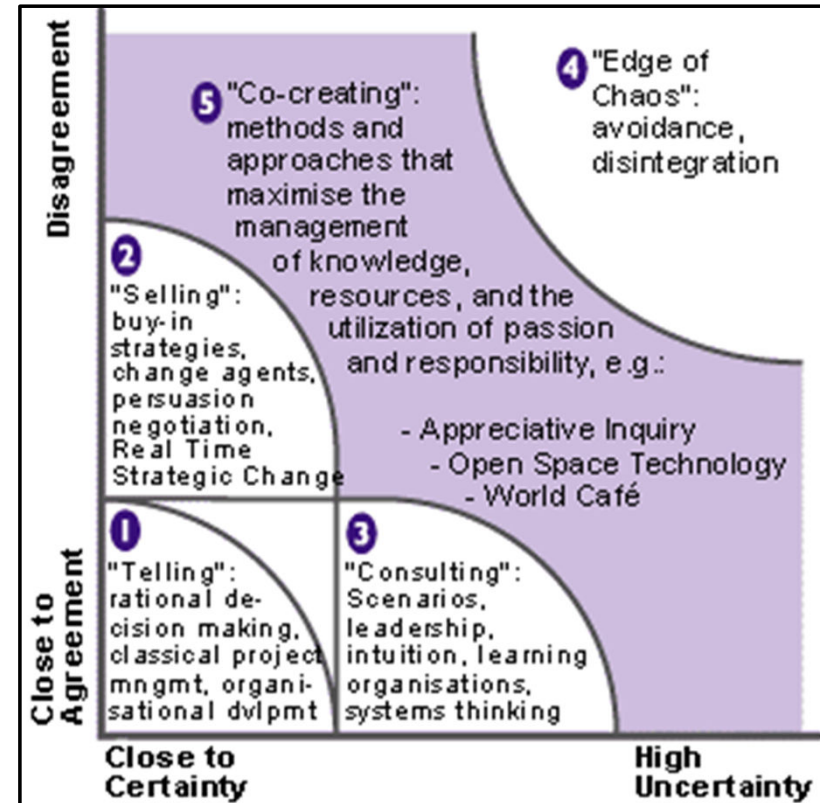 Disagreement
Close to
Agreement
5
"Co-creating":
methods and
approaches that
maximise the
management
of knowledge,
resources, and the
utilization of passion
and responsibility, e.g.:
- Appreciative Inquiry
- Open Space Technology
- World Café
4
"Edge of
Chaos":
avoidance,
disintegration
2
"Selling":
buy-in
strategies,
change agents,
persuasion
negotiation,
Real Time
Strategic Change
1
"Telling":
rational de-
cision making,
classical project
mngmt, organi-
sational dvlpmt
3
"Consulting":
Scenarios,
leadership,
intuition, learning
organisations,
systems thinking
Close to
Certainty
High
Uncertainty